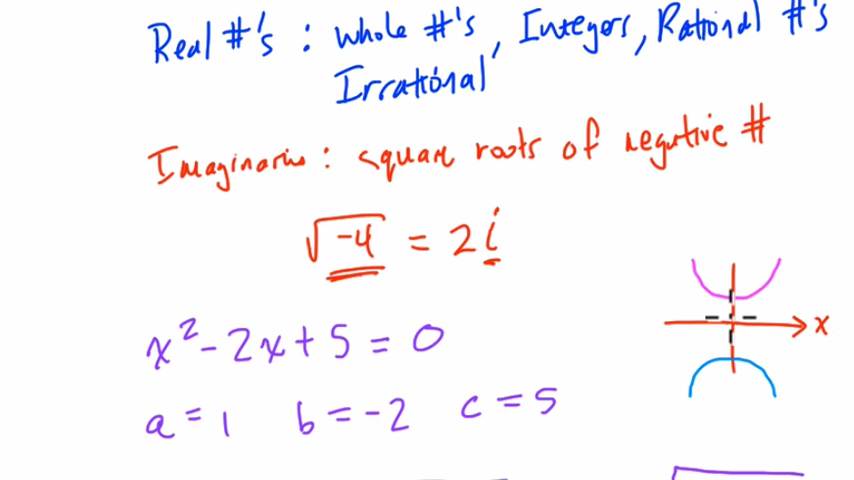 Real #'s : whole #'s, Integers, Rational #'s
Irrational
Imaginaries : square roots of negative #
√-4 = 2i
x² - 2x + 5 = 0
x
a = 1 b = -2 c = 5